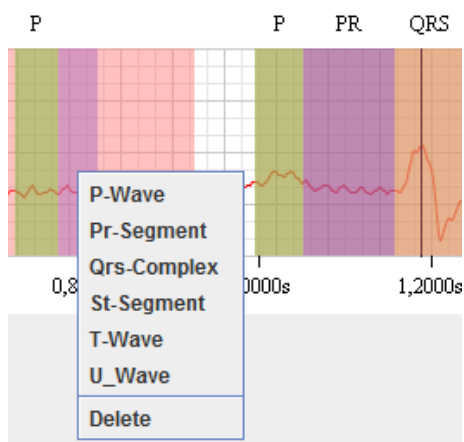 P P PR QRS
P-Wave
Pr-Segment
Qrs-Complex
St-Segment
T-Wave
U_Wave
Delete
0,8 0000s 1,2000s